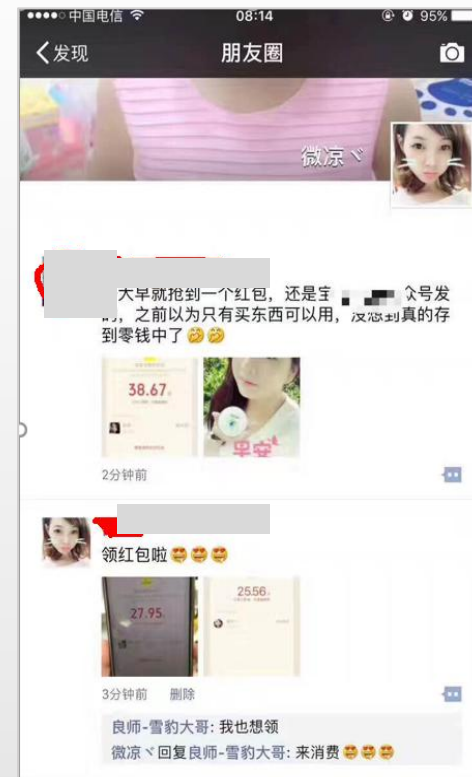 中国电信 08:14 95%
发现 朋友圈
微凉ヾ
大早就抢到一个红包，还是宝 众号发
的，之前以为只有买东西可以用，没想到真的存
到零钱中了
38.67
早安
2分钟前
领红包啦
27.95
25.56
3分钟前 删除
良师-雪豹大哥: 我也想领
微凉ヾ回复良师-雪豹大哥: 来消费